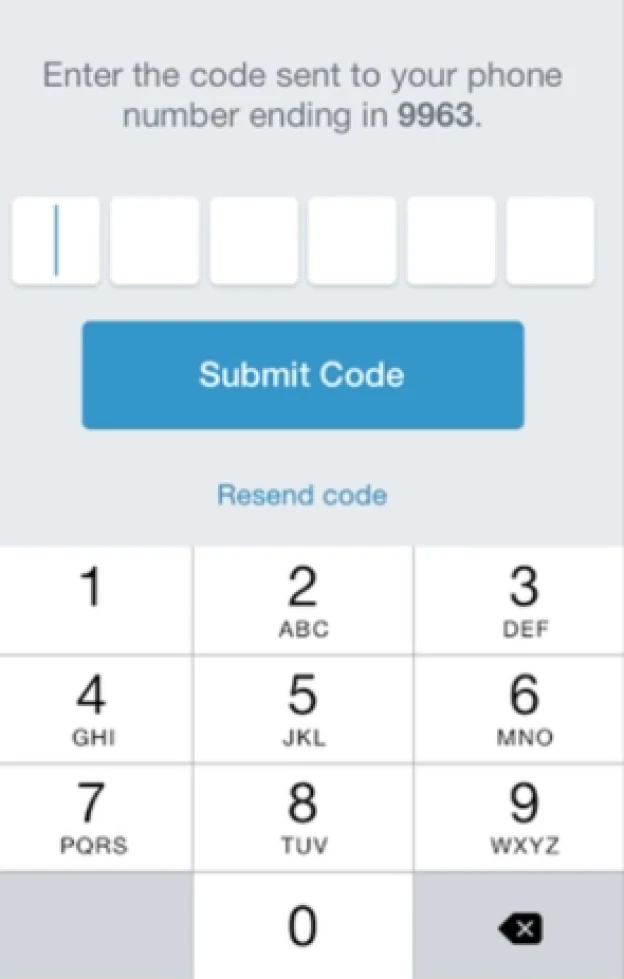 Enter the code sent to your phone
number ending in 9963.
Submit Code
Resend code
1
2
ABC
3
DEF
4
GHI
5
JKL
6
MNO
7
PQRS
8
TUV
9
WXYZ
0